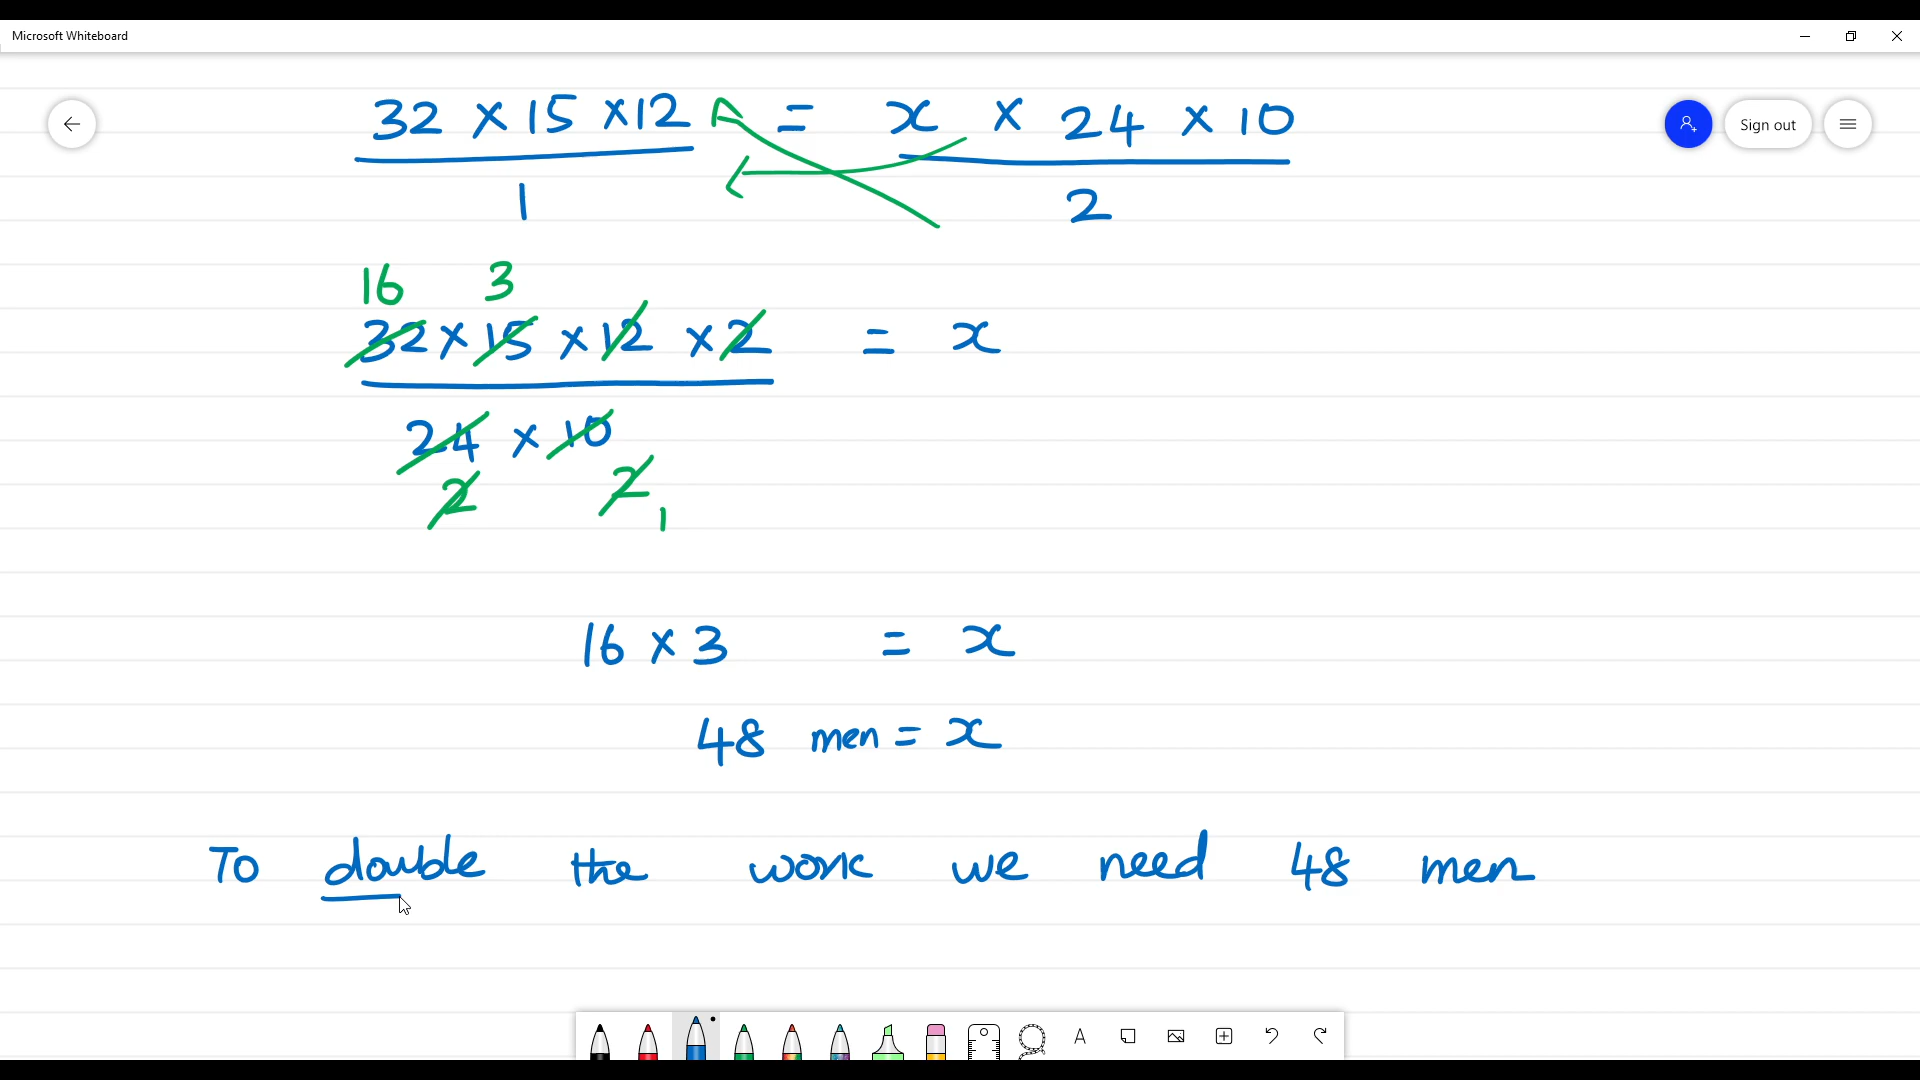 Microsoft Whiteboard
32 × 15 × 12 = x × 24 × 10
1 2
Sign out
16 3
32 × 15 × 12 × 2 = x
24 × 10
2 2 1
16 × 3 = x
48 men = x
To double the work we need 48 men
A